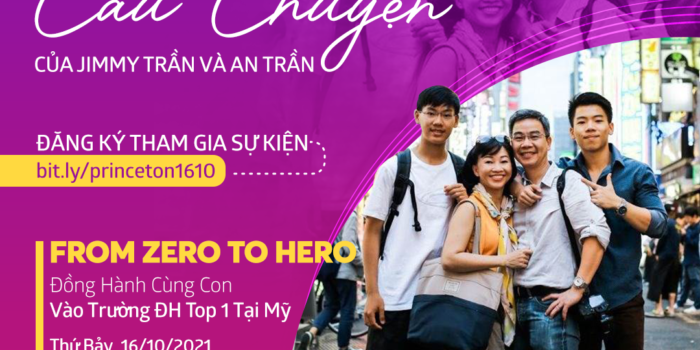 Câu Chuyện
CỦA JIMMY TRẦN VÀ AN TRẦN
ĐĂNG KÝ THAM GIA SỰ KIỆN
bit.ly/princeton1610
FROM ZERO TO HERO
Đồng Hành Cùng Con
Vào Trường ĐH Top 1 Tại Mỹ
Thứ Bảy, 16/10/2021